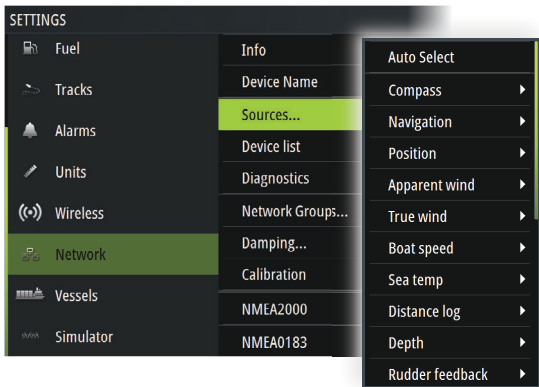 SETTINGS
Fuel
Tracks
Alarms
Units
Wireless
Network
Vessels
Simulator
Info
Device Name
Sources...
Device list
Diagnostics
Network Groups...
Damping...
Calibration
NMEA2000
NMEA0183
Auto Select
Compass
Navigation
Position
Apparent wind
True wind
Boat speed
Sea temp
Distance log
Depth
Rudder feedback